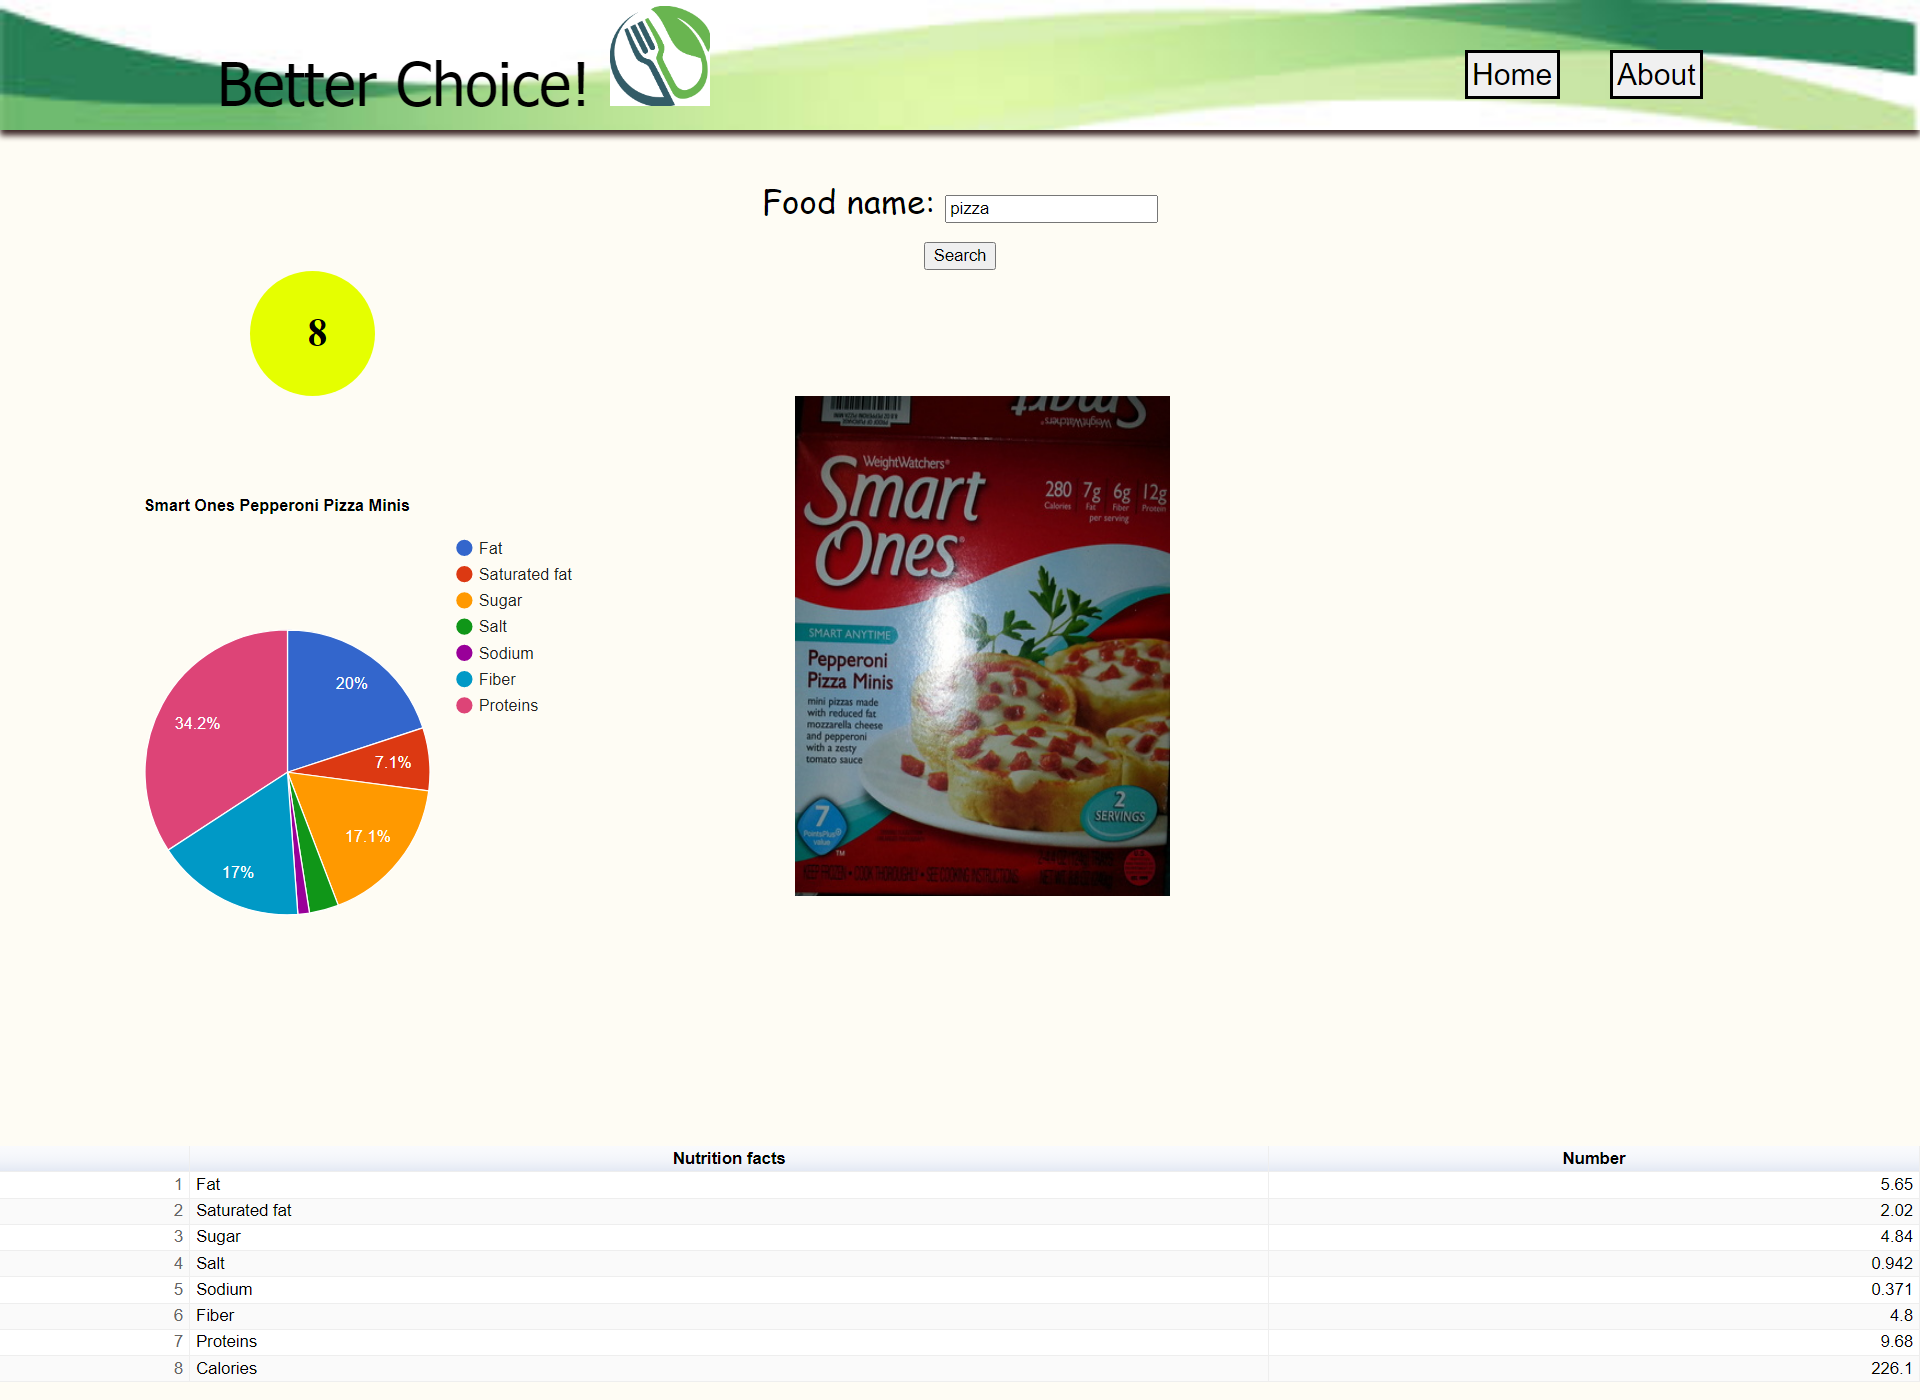 Better Choice!
Home
About
Food name: pizza
Search
8
Smart Ones Pepperoni Pizza Minis
Fat
Saturated fat
Sugar
Salt
Sodium
Fiber
Proteins
20%
7.1%
17.1%
17%
34.2%
Smart
WeightWatchers®
WeightWatchers®
Smart
Ones®
280 7g 6g 12g
Calories Fat Fiber Protein
per serving
SMART ANYTIME
Pepperoni
Pizza Minis
mini pizzas made
with reduced fat
mozzarella cheese
and pepperoni
with a zesty
tomato sauce
7
PointsPlus®
value
TM
2
SERVINGS
KEEP FROZEN • COOK THOROUGHLY • SEE COOKING INSTRUCTIONS
Nutrition facts Number
1 Fat 5.65
2 Saturated fat 2.02
3 Sugar 4.84
4 Salt 0.942
5 Sodium 0.371
6 Fiber 4.8
7 Proteins 9.68
8 Calories 226.1